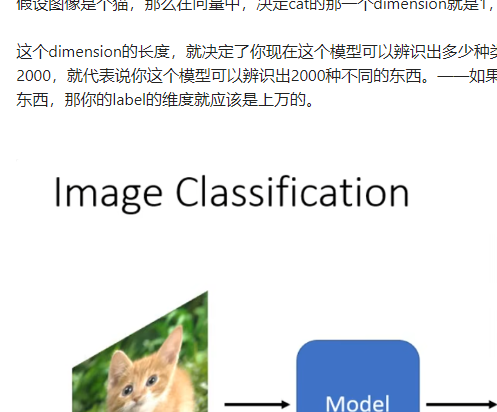 假设图像是个猫，那么在向量中，决定cat的那一个dimension就是1，
这个dimension的长度，就决定了你现在这个模型可以辨识出多少种类
2000，就代表说你这个模型可以辨识出2000种不同的东西。——如果
东西，那你的label的维度就应该是上万的。
Image Classification
Model